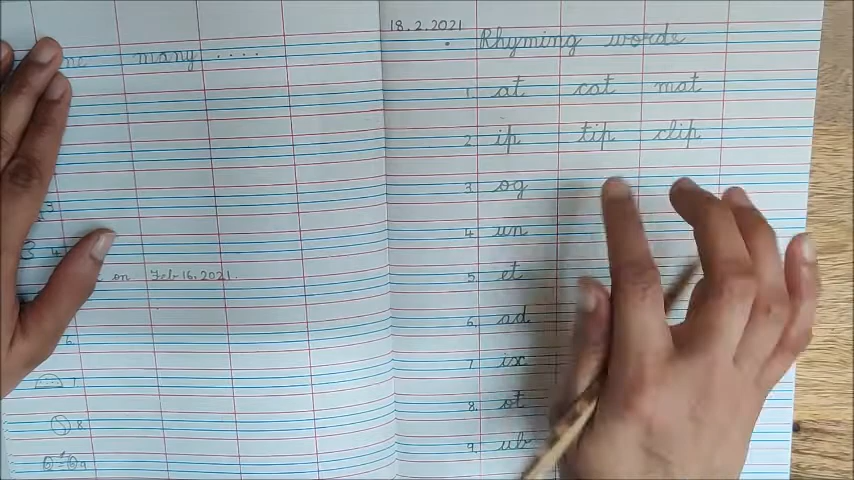 many ....
on Feb 16.2021.
18.2.2021
Rhyming words
1. at cat mat
2 ip tip clip
3 og
4 un
5. et
6. ad
7. ix
8. ot
9. ub